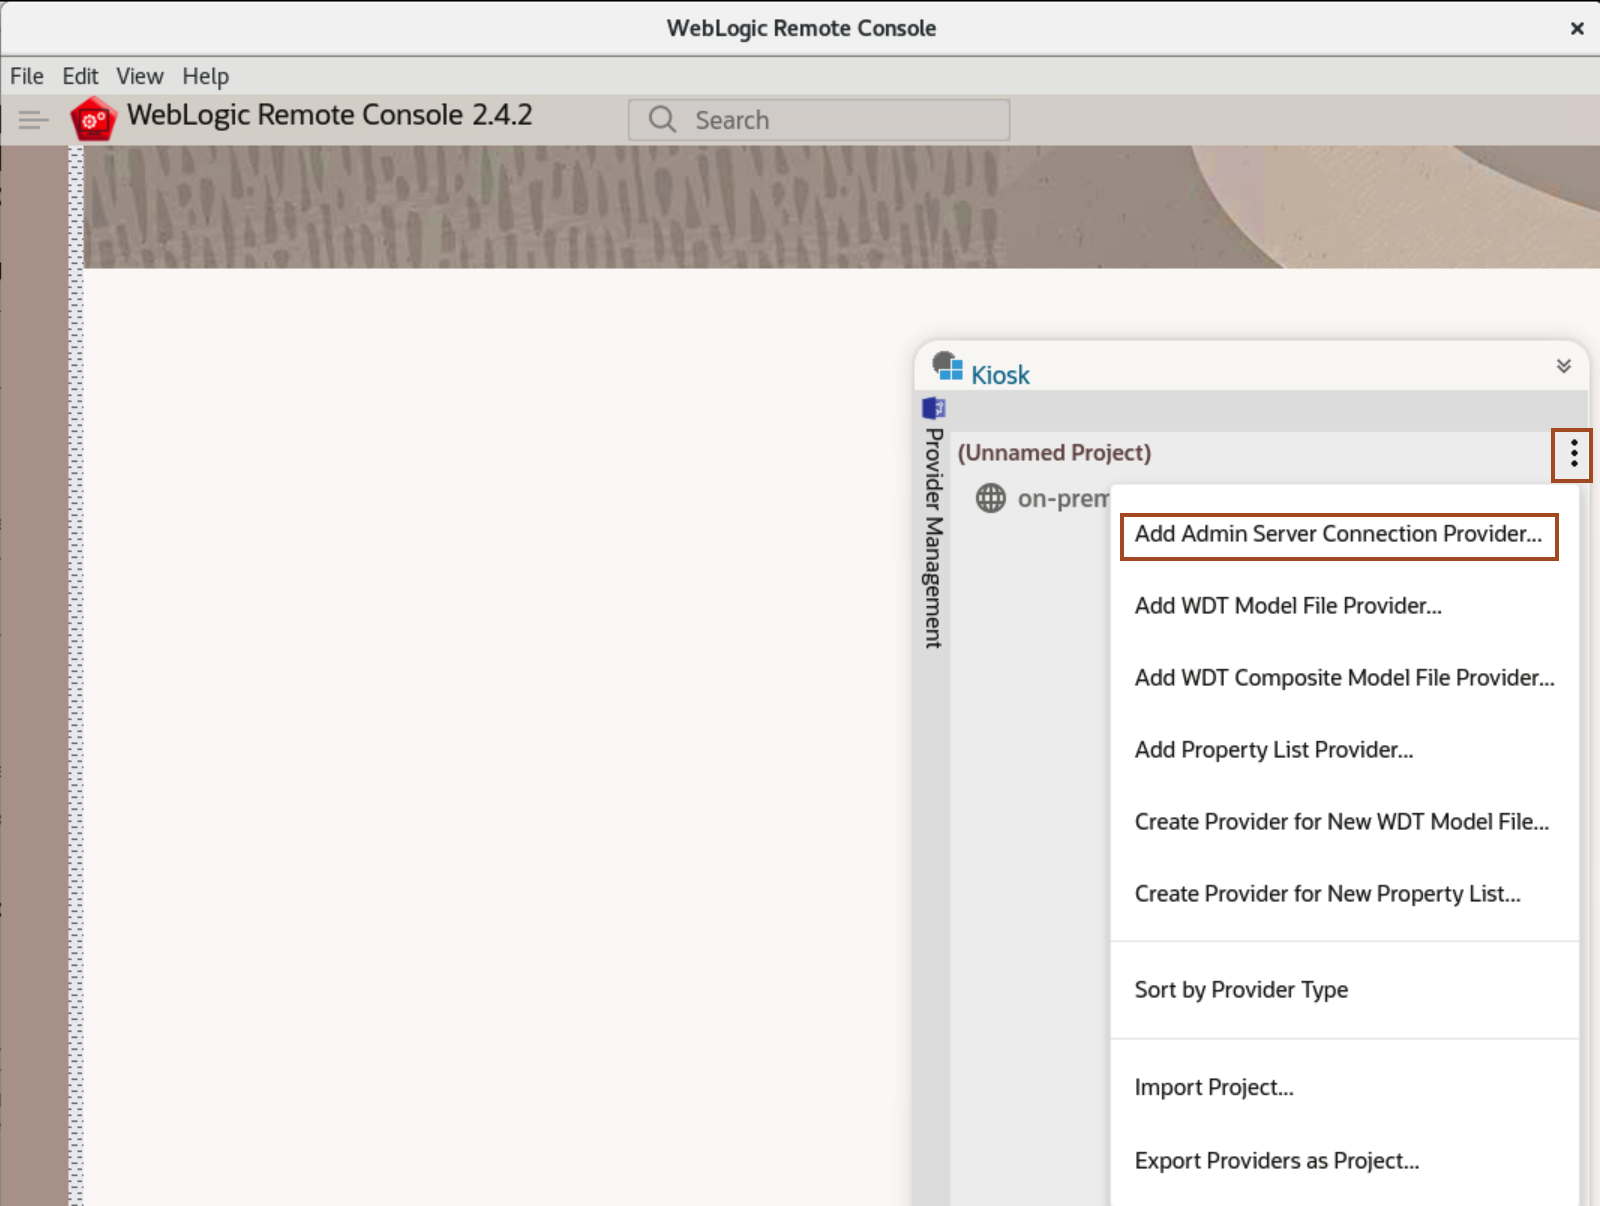 WebLogic Remote Console
File Edit View Help
WebLogic Remote Console 2.4.2
Search
Kiosk
Provider Management
(Unnamed Project)
on-prem
Add Admin Server Connection Provider...
Add WDT Model File Provider...
Add WDT Composite Model File Provider...
Add Property List Provider...
Create Provider for New WDT Model File...
Create Provider for New Property List...
Sort by Provider Type
Import Project...
Export Providers as Project...